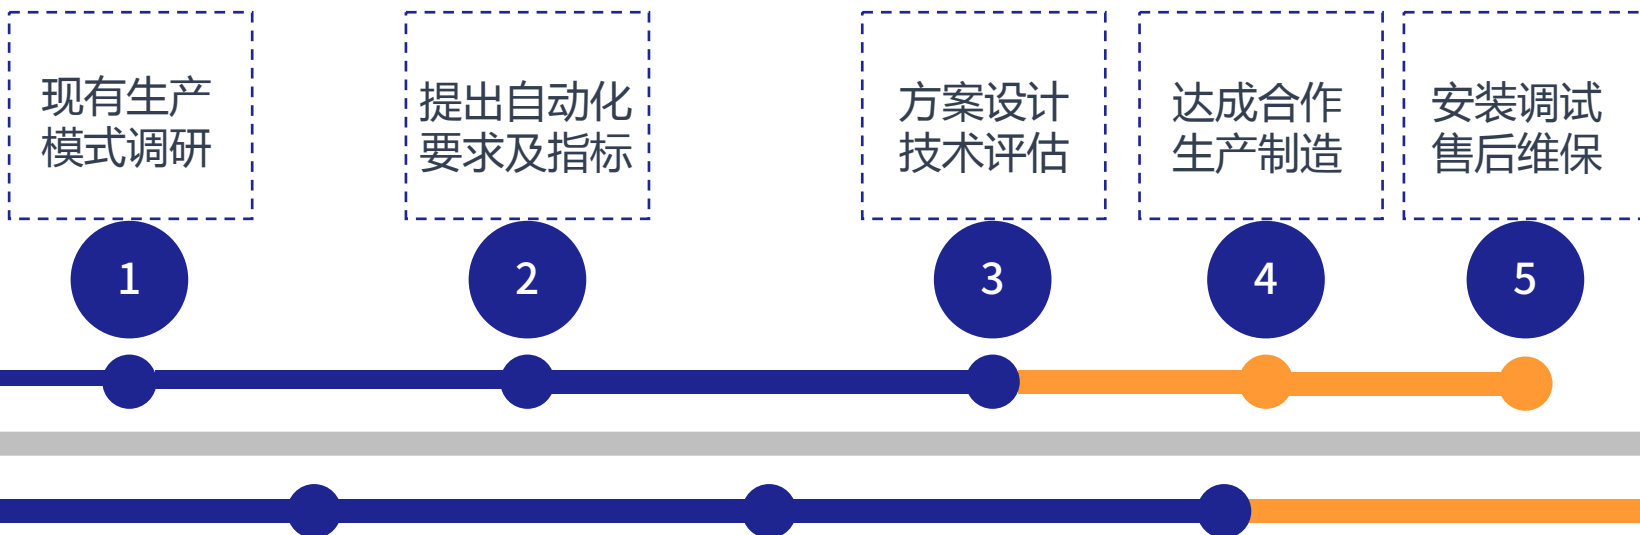 现有生产
模式调研
提出自动化
要求及指标
方案设计
技术评估
达成合作
生产制造
安装调试
售后维保
1
2
3
4
5